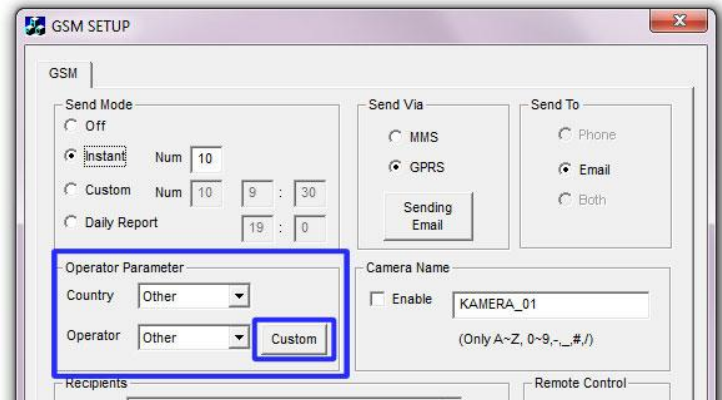 GSM SETUP
GSM
Send Mode
Off
Instant Num 10
Custom Num 10 9 : 30
Daily Report 19 : 0
Send Via
MMS
GPRS
Sending
Email
Send To
Phone
Email
Both
Operator Parameter
Country Other
Operator Other Custom
Camera Name
Enable KAMERA_01
(Only A~Z, 0~9,-,_,#,/)
Recipients
Remote Control